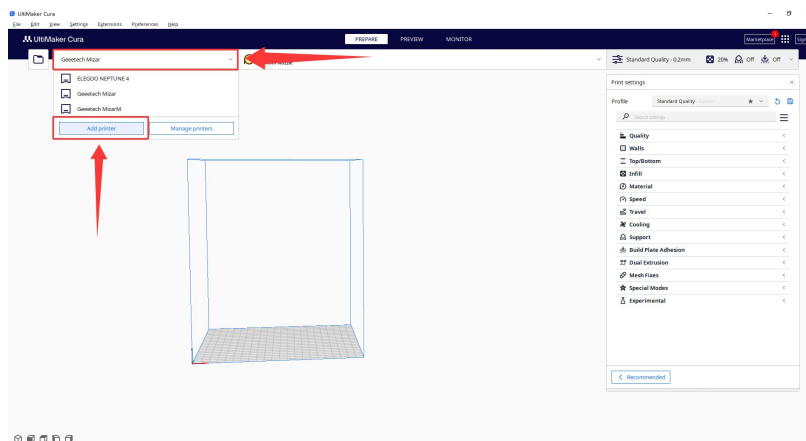 UltiMaker Cura
File Edit View Settings Extensions Preferences Help
UltiMaker Cura PREPARE PREVIEW MONITOR Marketplace 1 Sign
Geeetech Mizar Standard Quality - 0.2mm 20% Off Off
ELEGOO NEPTUNE 4
Geeetech Mizar
Geeetech MizarM
Add printer Manage printers
Print settings
Profile Standard Quality
Search settings
Quality
Walls
Top/Bottom
Infill
Material
Speed
Travel
Cooling
Support
Build Plate Adhesion
Dual Extrusion
Mesh Fixes
Special Modes
Experimental
Recommended